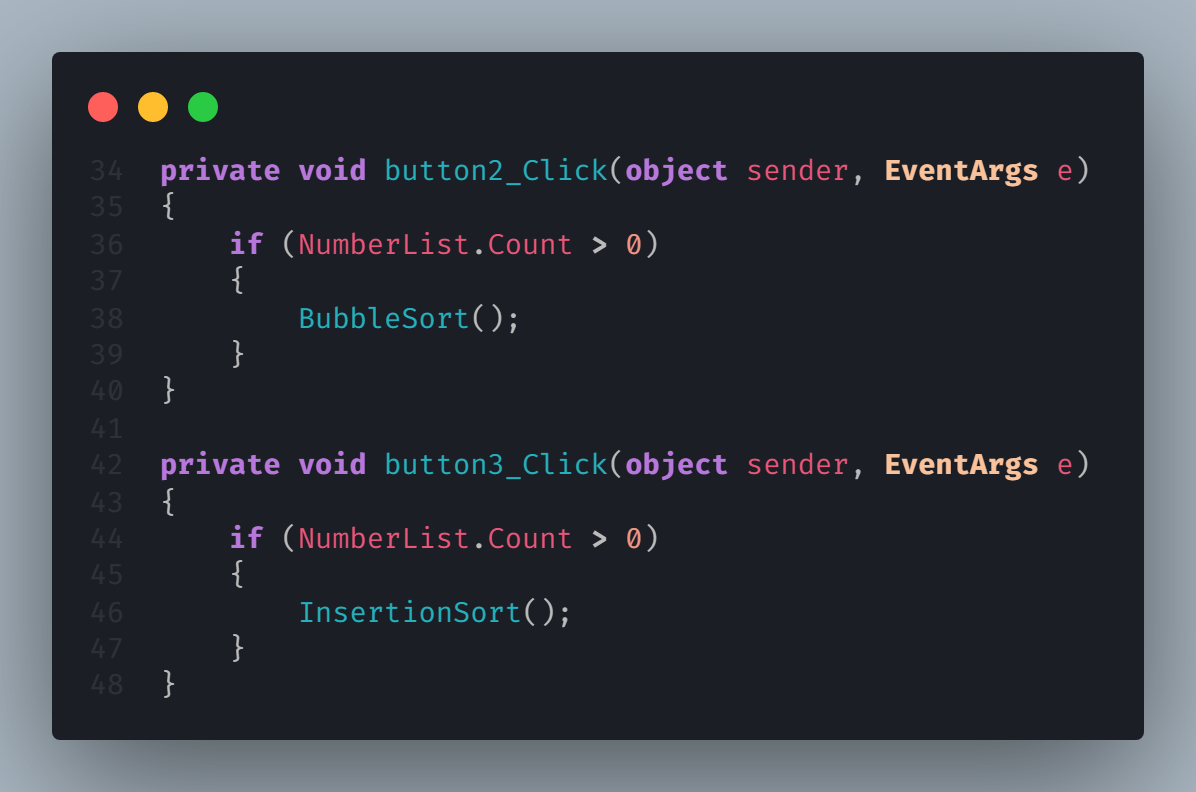 34 private void button2_Click(object sender, EventArgs e)
35 {
36     if (NumberList.Count > 0)
37     {
38         BubbleSort();
39     }
40 }
41
42 private void button3_Click(object sender, EventArgs e)
43 {
44     if (NumberList.Count > 0)
45     {
46         InsertionSort();
47     }
48 }